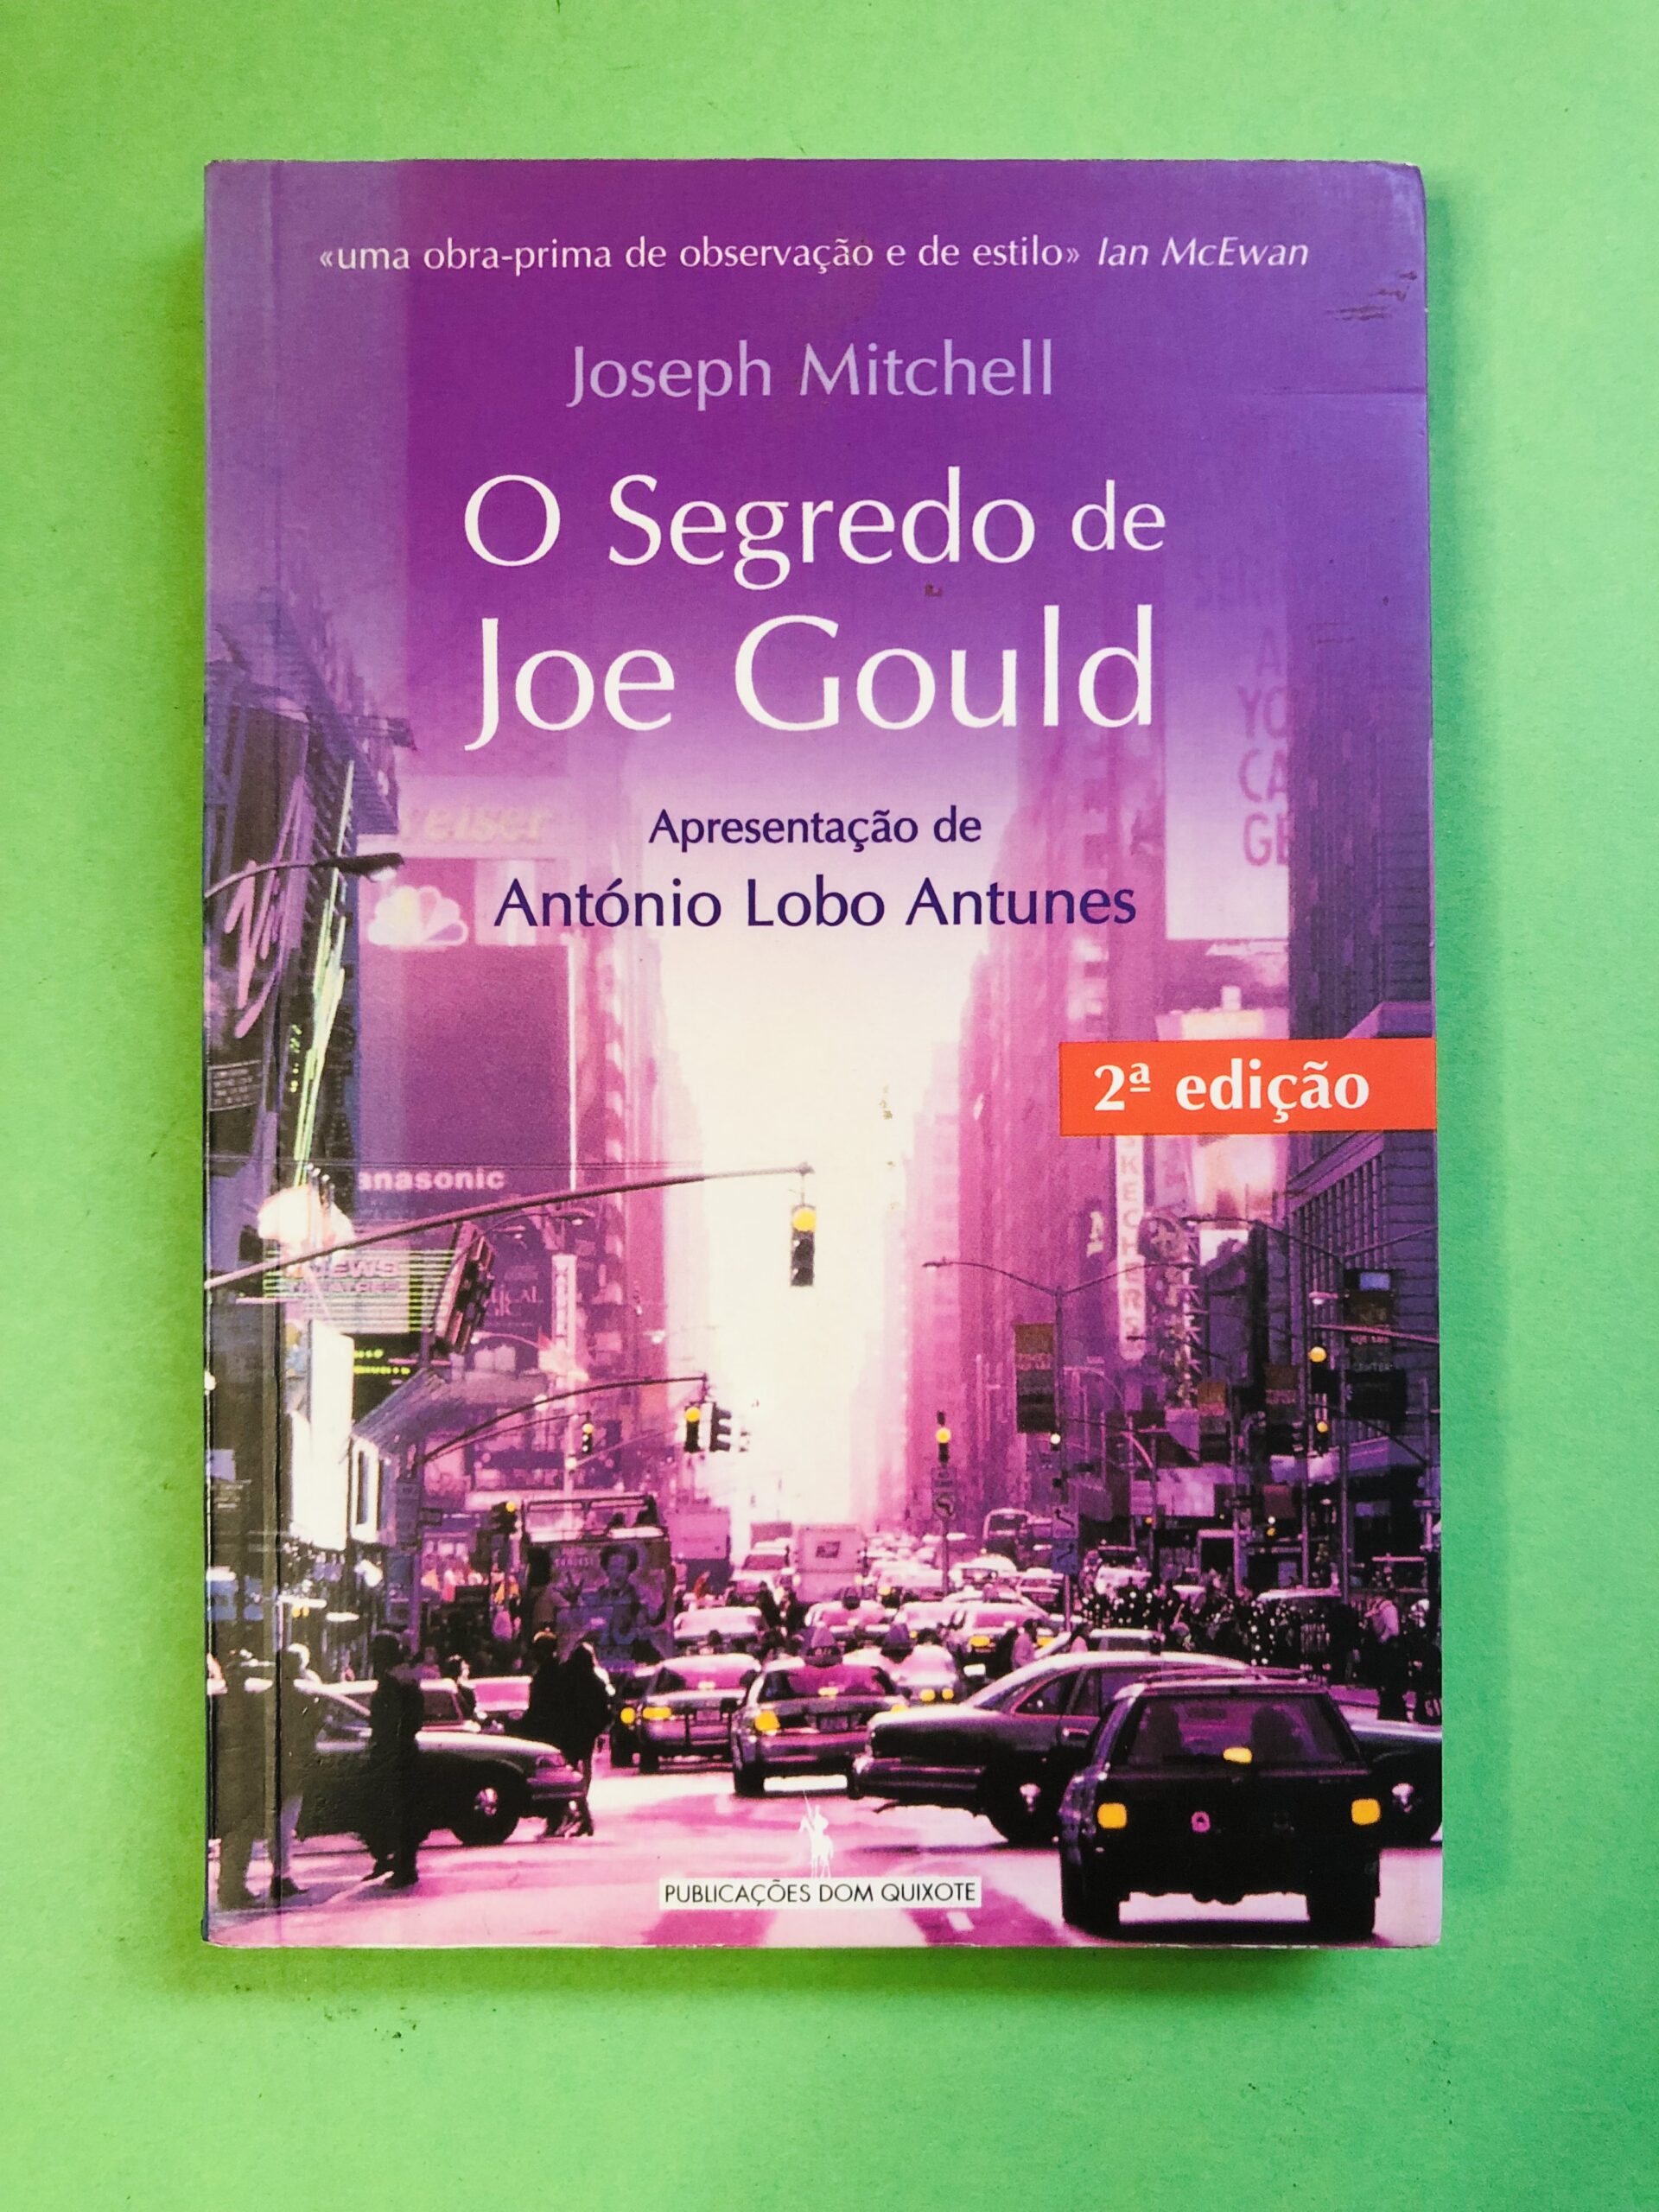 «uma obra-prima de observação e de estilo» Ian McEwan
Joseph Mitchell
O Segredo de
Joe Gould
Apresentação de
António Lobo Antunes
2ª edição
anasonic
PUBLICAÇÕES DOM QUIXOTE